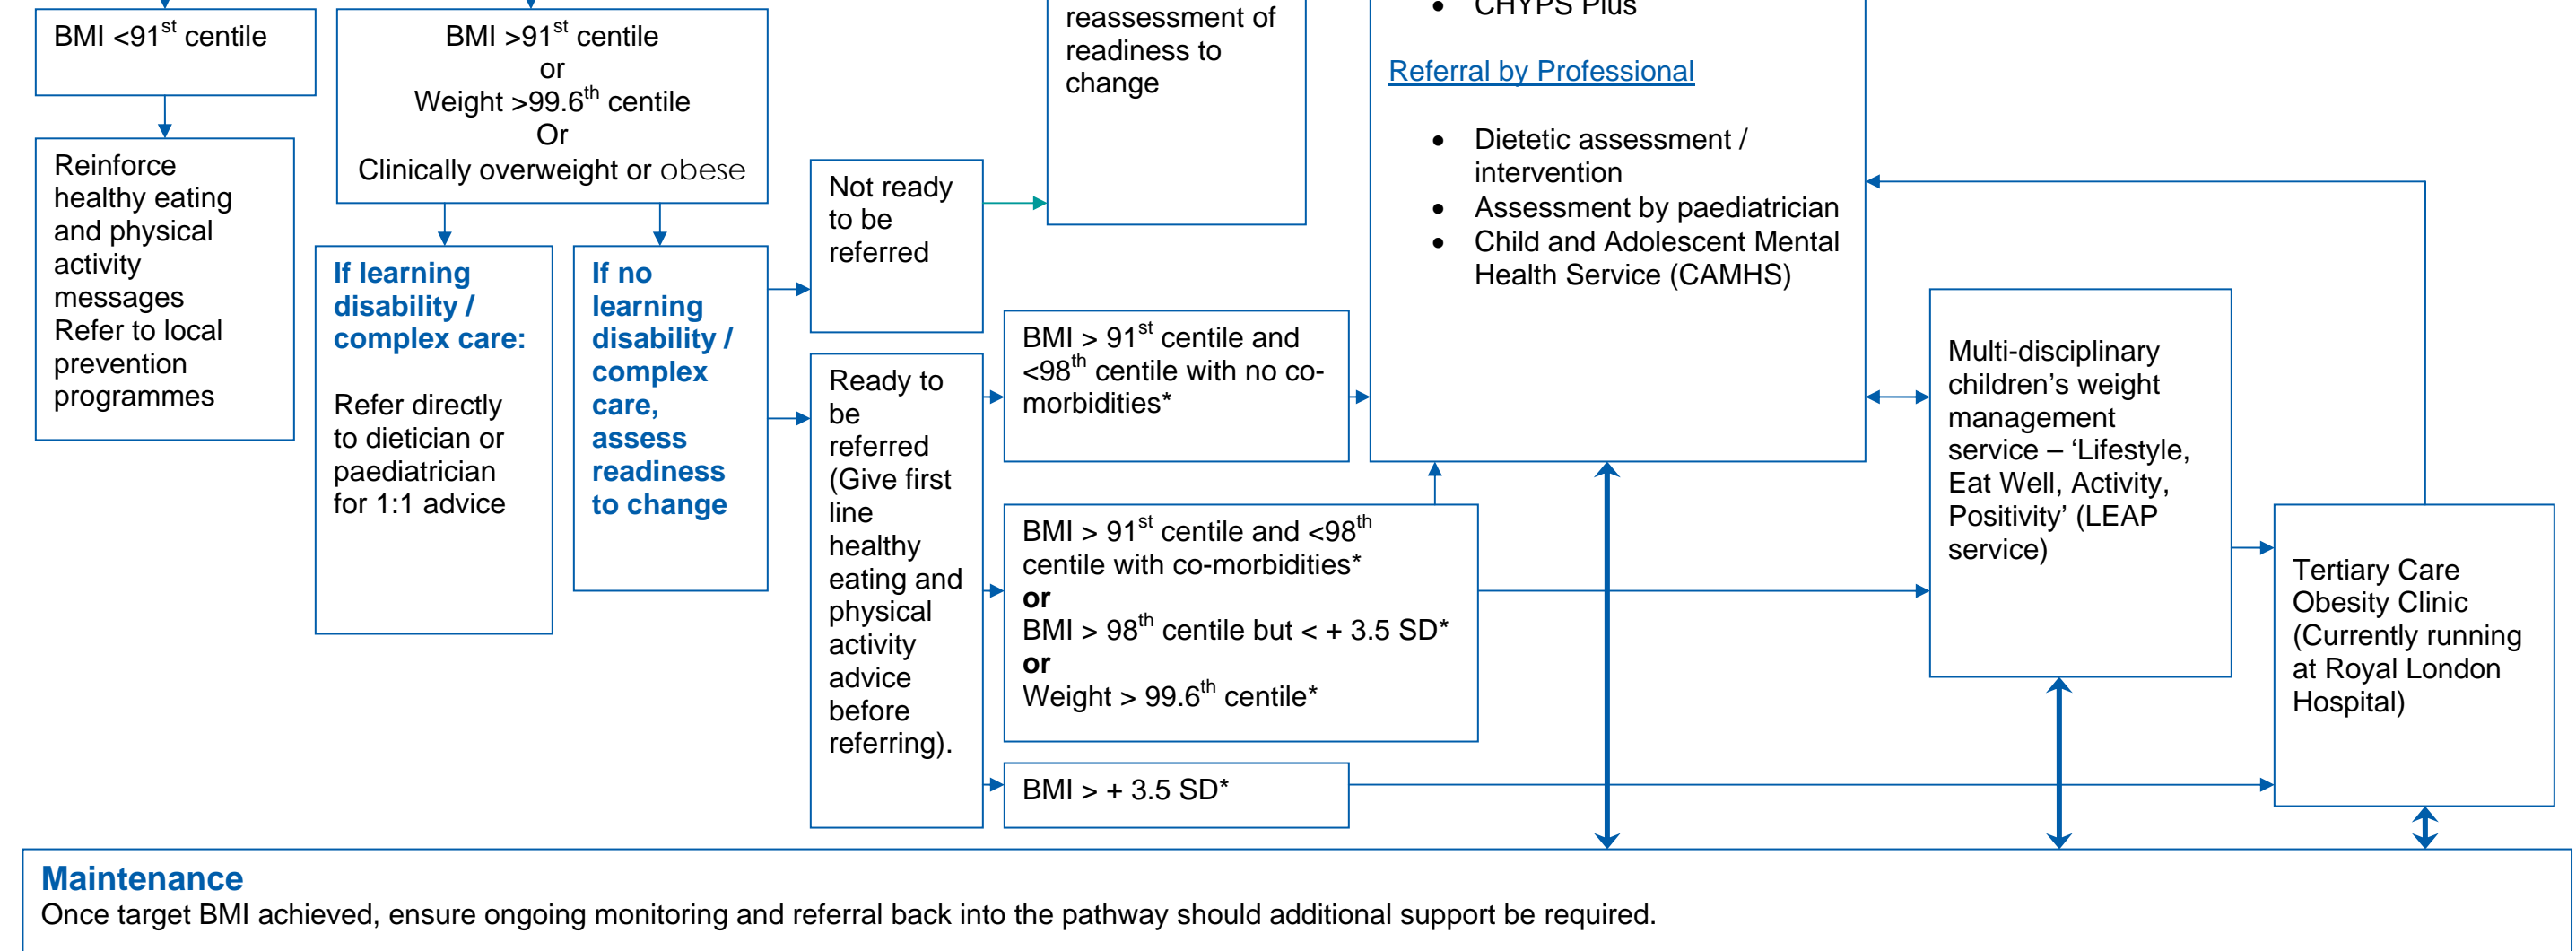 BMI <91st centile
BMI >91st centile
or
Weight >99.6th centile
Or
Clinically overweight or obese
reassessment of
readiness to
change
• CHYPS Plus
Referral by Professional
• Dietetic assessment /
intervention
• Assessment by paediatrician
• Child and Adolescent Mental
Health Service (CAMHS)
Reinforce
healthy eating
and physical
activity
messages
Refer to local
prevention
programmes
If learning
disability /
complex care:
Refer directly
to dietician or
paediatrician
for 1:1 advice
If no
learning
disability /
complex
care,
assess
readiness
to change
Not ready
to be
referred
Ready to
be
referred
(Give first
line
healthy
eating and
physical
activity
advice
before
referring).
BMI > 91st centile and
<98th centile with no co-
morbidities*
BMI > 91st centile and <98th
centile with co-morbidities*
or
BMI > 98th centile but < + 3.5 SD*
or
Weight > 99.6th centile*
BMI > + 3.5 SD*
Multi-disciplinary
children’s weight
management
service – ‘Lifestyle,
Eat Well, Activity,
Positivity’ (LEAP
service)
Tertiary Care
Obesity Clinic
(Currently running
at Royal London
Hospital)
Maintenance
Once target BMI achieved, ensure ongoing monitoring and referral back into the pathway should additional support be required.